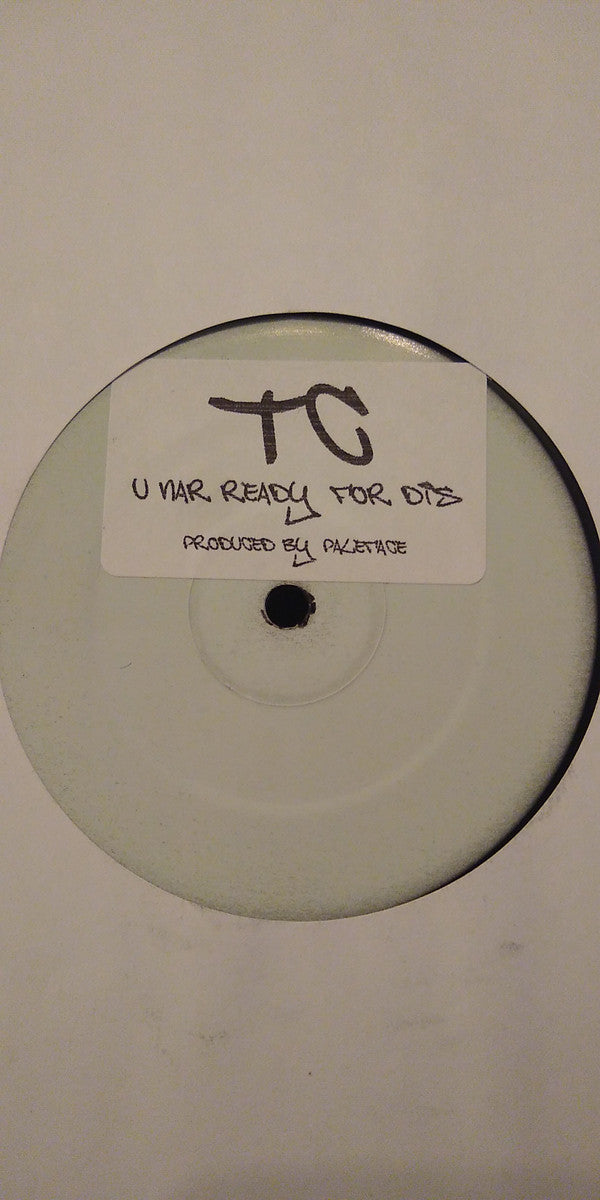 TC
U NAR READY FOR DIS
PRODUCED BY PALEFACE